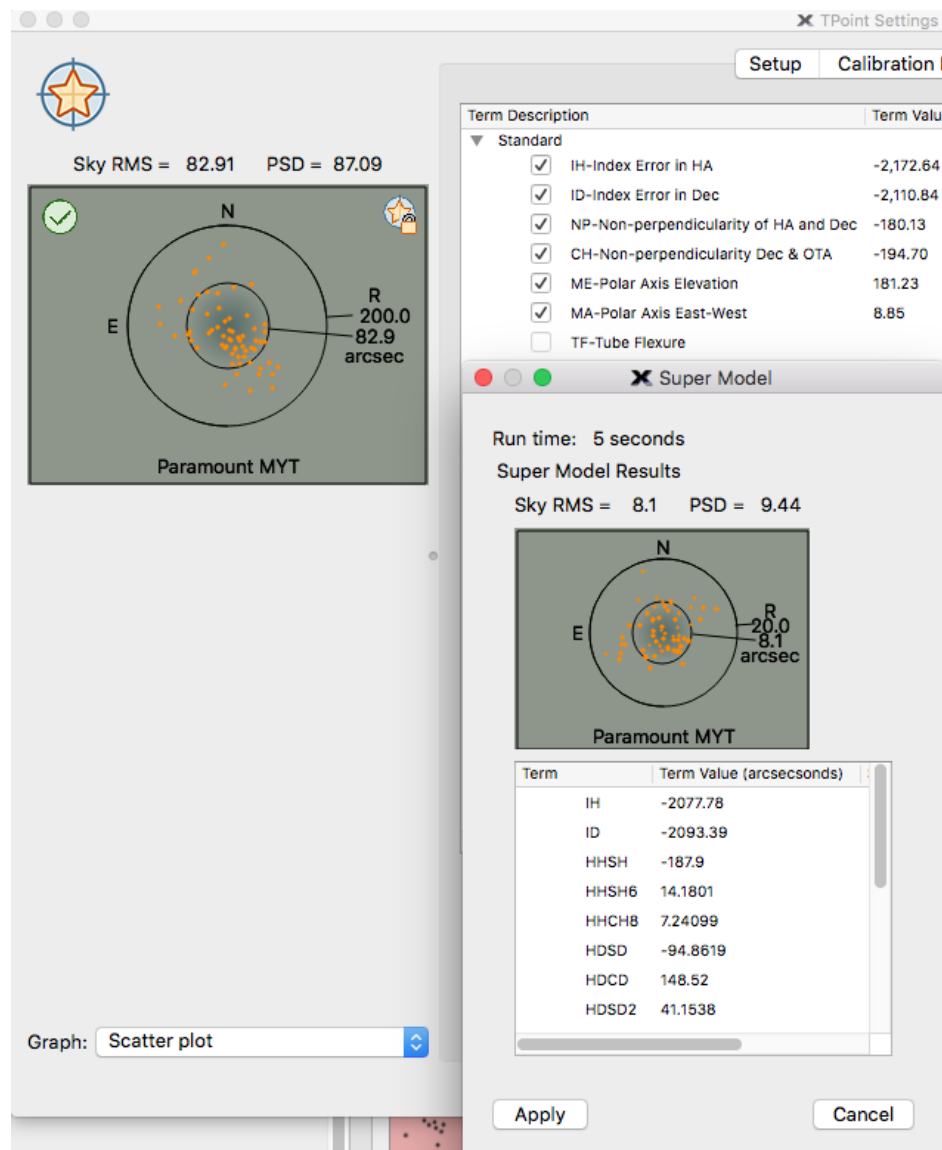 TPoint Settings
Sky RMS = 82.91 PSD = 87.09
N
E
R
200.0
82.9
arcsec
Paramount MYT
Graph: Scatter plot
Setup
Calibration
Term Description Term Valu
Standard
IH-Index Error in HA -2,172.64
ID-Index Error in Dec -2,110.84
NP-Non-perpendicularity of HA and Dec -180.13
CH-Non-perpendicularity Dec & OTA -194.70
ME-Polar Axis Elevation 181.23
MA-Polar Axis East-West 8.85
TF-Tube Flexure
Super Model
Run time: 5 seconds
Super Model Results
Sky RMS = 8.1 PSD = 9.44
N
E
R
20.0
8.1
arcsec
Paramount MYT
Term Term Value (arcsecsonds)
IH -2077.78
ID -2093.39
HHSH -187.9
HHSH6 14.1801
HHCH8 7.24099
HDSD -94.8619
HDCD 148.52
HDSD2 41.1538
Apply Cancel